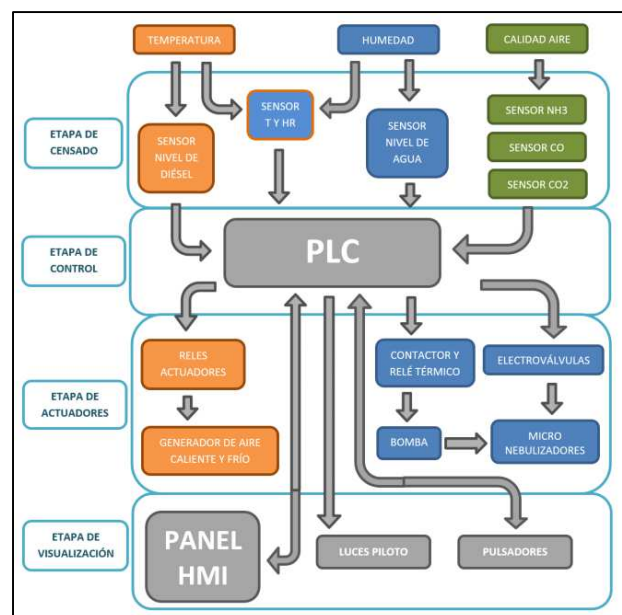 TEMPERATURA
HUMEDAD
CALIDAD AIRE
ETAPA DE
CENSADO
SENSOR
NIVEL DE
DIÉSEL
SENSOR
T Y HR
SENSOR
NIVEL DE
AGUA
SENSOR NH3
SENSOR CO
SENSOR CO2
ETAPA DE
CONTROL
PLC
ETAPA DE
ACTUADORES
RELES
ACTUADORES
GENERADOR DE AIRE
CALIENTE Y FRÍO
CONTACTOR Y
RELÉ TÉRMICO
BOMBA
ELECTROVÁLVULAS
MICRO
NEBULIZADORES
ETAPA DE
VISUALIZACIÓN
PANEL
HMI
LUCES PILOTO
PULSADORES